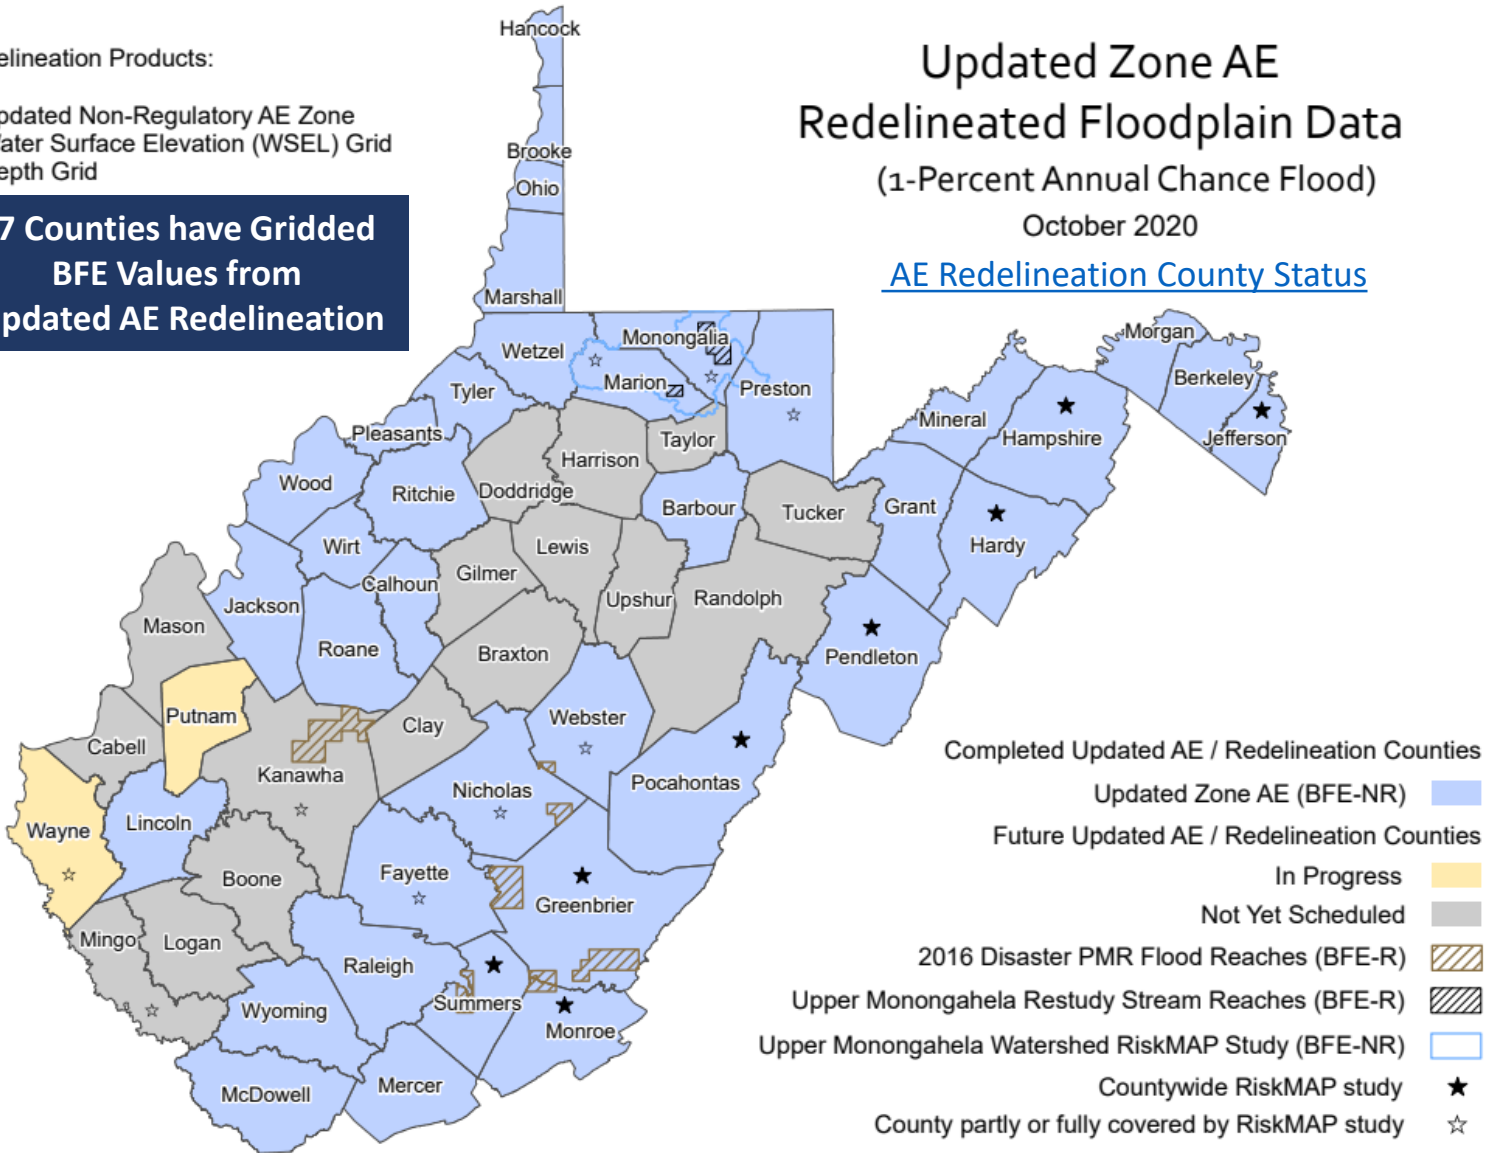 elineation Products:
pdated Non-Regulatory AE Zone
ater Surface Elevation (WSEL) Grid
epth Grid
7 Counties have Gridded
BFE Values from
pdated AE Redelineation
Updated Zone AE
Redelineated Floodplain Data
(1-Percent Annual Chance Flood)
October 2020
AE Redelineation County Status
Hancock
Brooke
Ohio
Marshall
Wetzel
Monongalia
Marion
Preston
Tyler
Pleasants
Taylor
Harrison
Doddridge
Wood
Ritchie
Barbour
Tucker
Grant
Mineral
Hampshire
Morgan
Berkeley
Jefferson
Hardy
Wirt
Calhoun
Gilmer
Lewis
Upshur
Randolph
Jackson
Mason
Roane
Braxton
Pendleton
Putnam
Clay
Webster
Cabell
Kanawha
Nicholas
Pocahontas
Wayne
Lincoln
Boone
Fayette
Greenbrier
Mingo
Logan
Raleigh
Summers
Wyoming
Monroe
McDowell
Mercer
Completed Updated AE / Redelineation Counties
Updated Zone AE (BFE-NR)
Future Updated AE / Redelineation Counties
In Progress
Not Yet Scheduled
2016 Disaster PMR Flood Reaches (BFE-R)
Upper Monongahela Restudy Stream Reaches (BFE-R)
Upper Monongahela Watershed RiskMAP Study (BFE-NR)
Countywide RiskMAP study
County partly or fully covered by RiskMAP study